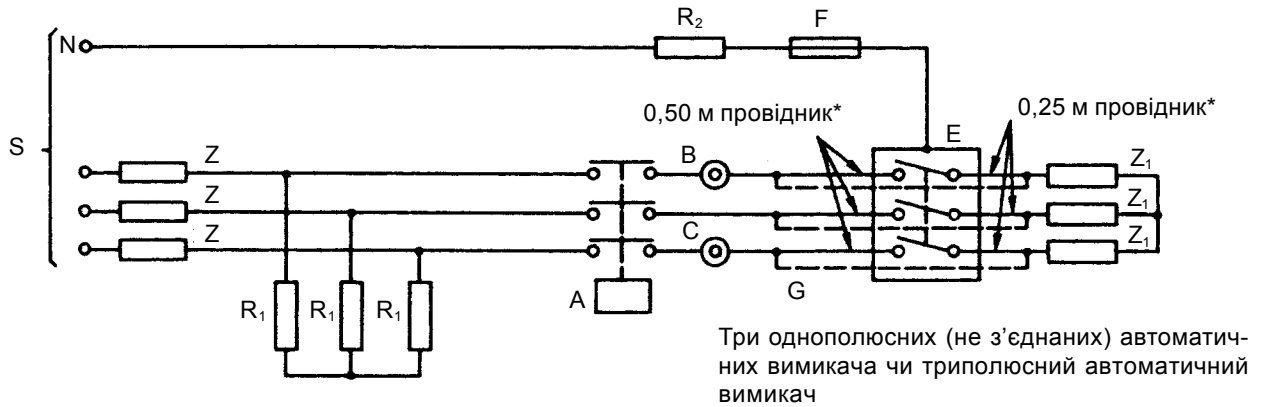 R₂ F
N
0,50 м провідник* 0,25 м провідник*
E
S Z B Z₁
Z₁
Z C Z₁
A G
R₁ R₁ R₁
Три однополюсних (не з’єднаних) автоматич-
них вимикача чи триполюсний автоматичний
вимикач